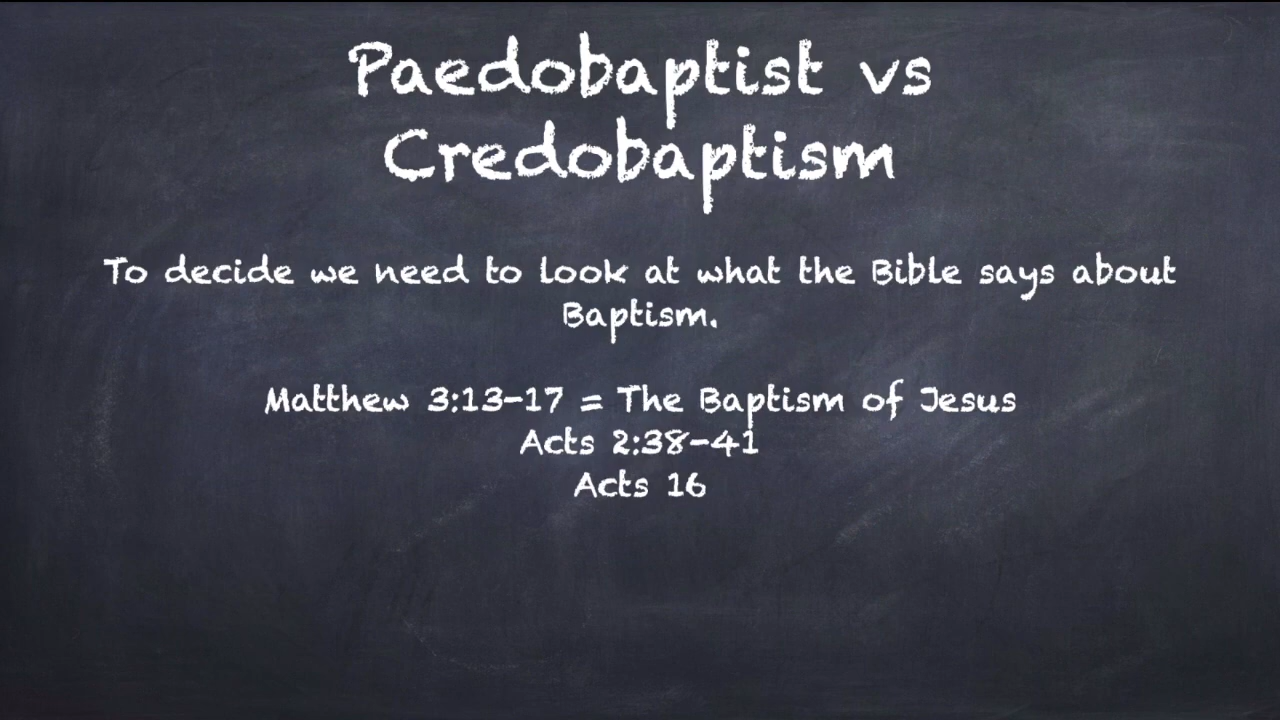 Paedobaptist vs
Credobaptism
To decide we need to look at what the Bible says about
Baptism.
Matthew 3:13-17 = The Baptism of Jesus
Acts 2:38-41
Acts 16